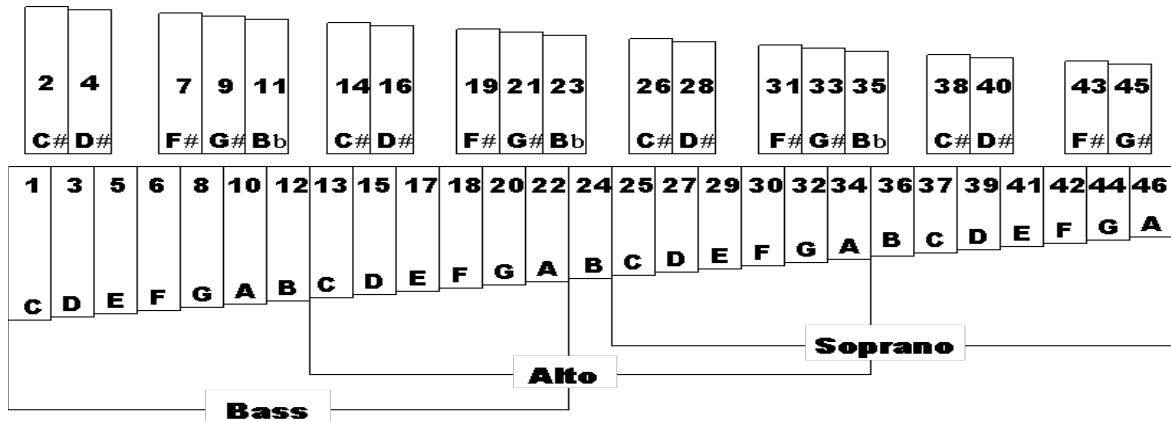 2 4 7 9 11 14 16 19 21 23 26 28 31 33 35 38 40 43 45
C# D# F# G# Bb C# D# F# G# Bb C# D# F# G# Bb C# D# F# G#
1 3 5 6 8 10 12 13 15 17 18 20 22 24 25 27 29 30 32 34 36 37 39 41 42 44 46
C D E F G A B C D E F G A B C D E F G A B C D E F G A
Soprano
Alto
Bass